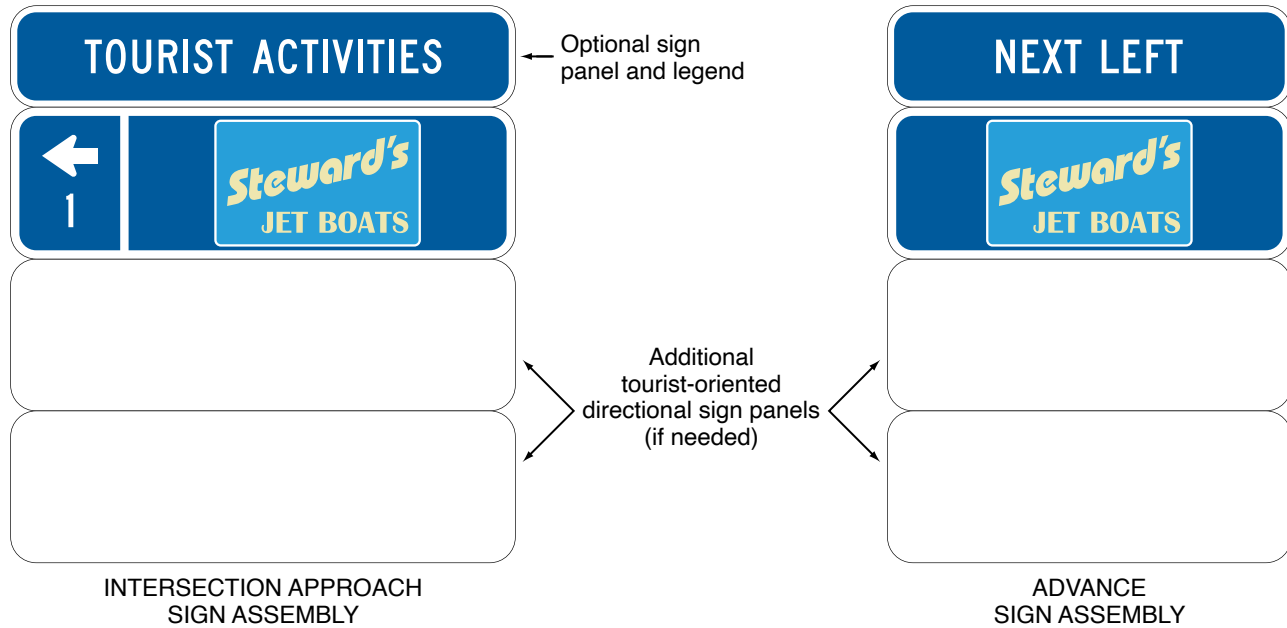 TOURIST ACTIVITIES
Optional sign
panel and legend
NEXT LEFT
1
Steward's
JET BOATS
Steward's
JET BOATS
Additional
tourist-oriented
directional sign panels
(if needed)
INTERSECTION APPROACH
SIGN ASSEMBLY
ADVANCE
SIGN ASSEMBLY